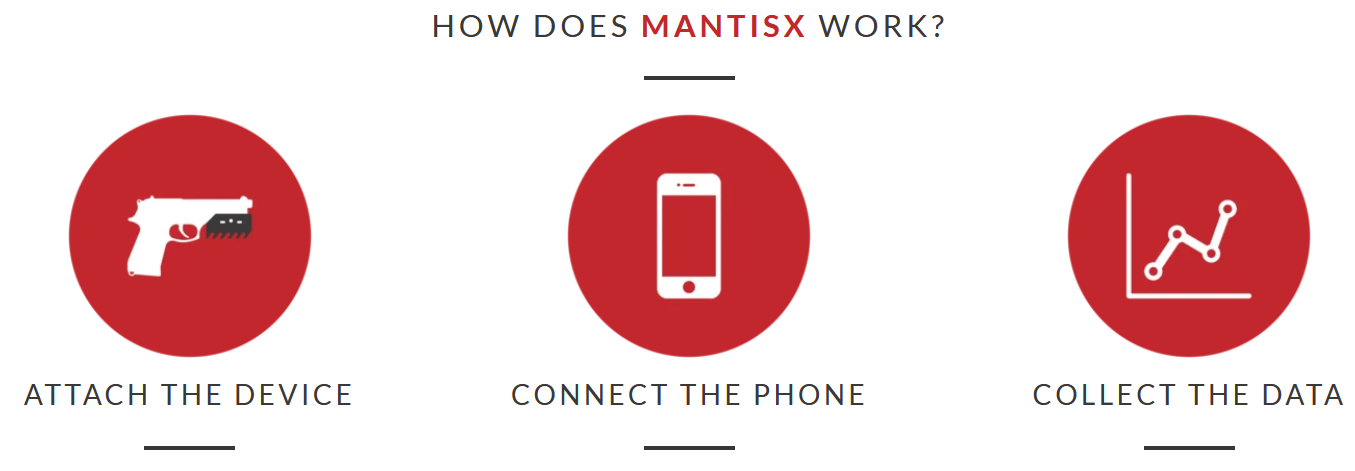 HOW DOES MANTISX WORK?
ATTACH THE DEVICE
CONNECT THE PHONE
COLLECT THE DATA